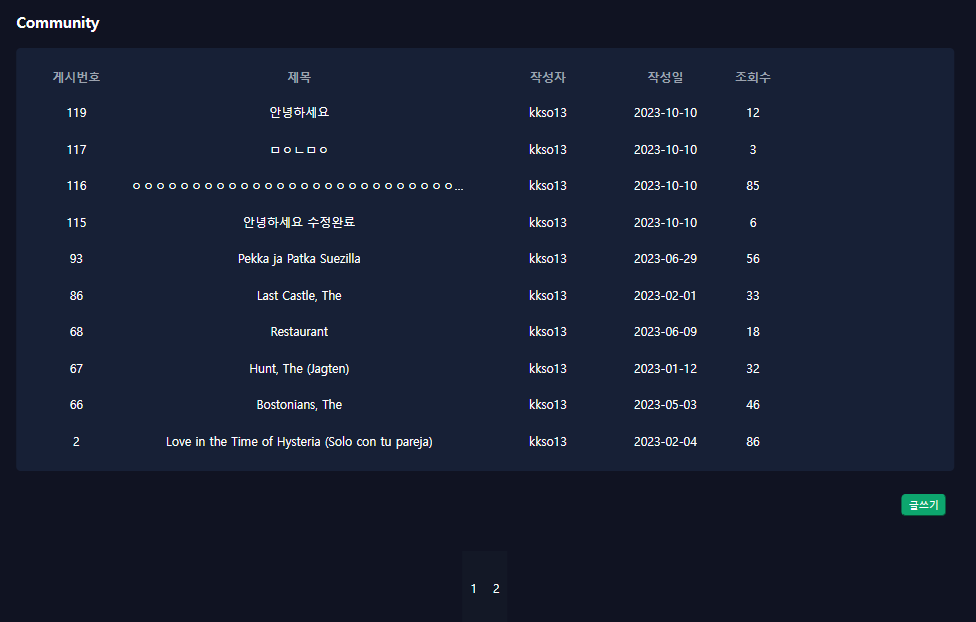 Community
게시번호 제목 작성자 작성일 조회수
119 안녕하세요 kkso13 2023-10-10 12
117 ㅁㅇㄴㅁㅇ kkso13 2023-10-10 3
116 ㅇㅇㅇㅇㅇㅇㅇㅇㅇㅇㅇㅇㅇㅇㅇㅇㅇㅇㅇㅇㅇㅇㅇㅇㅇㅇㅇ... kkso13 2023-10-10 85
115 안녕하세요 수정완료 kkso13 2023-10-10 6
93 Pekka ja Patka Suezilla kkso13 2023-06-29 56
86 Last Castle, The kkso13 2023-02-01 33
68 Restaurant kkso13 2023-06-09 18
67 Hunt, The (Jagten) kkso13 2023-01-12 32
66 Bostonians, The kkso13 2023-05-03 46
2 Love in the Time of Hysteria (Solo con tu pareja) kkso13 2023-02-04 86
글쓰기
1 2